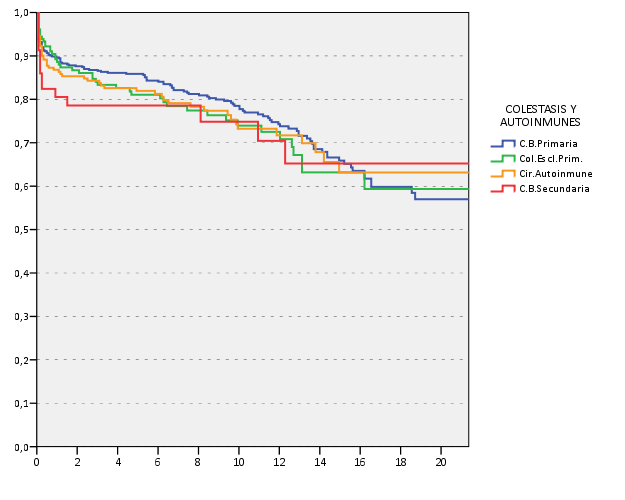 1,0
0,9
0,8
0,7
0,6
0,5
0,4
0,3
0,2
0,1
0,0
0 2 4 6 8 10 12 14 16 18 20
COLESTASIS Y
AUTOINMUNES
C.B.Primaria
Col.Escl.Prim.
Cir.Autoinmune
C.B.Secundaria